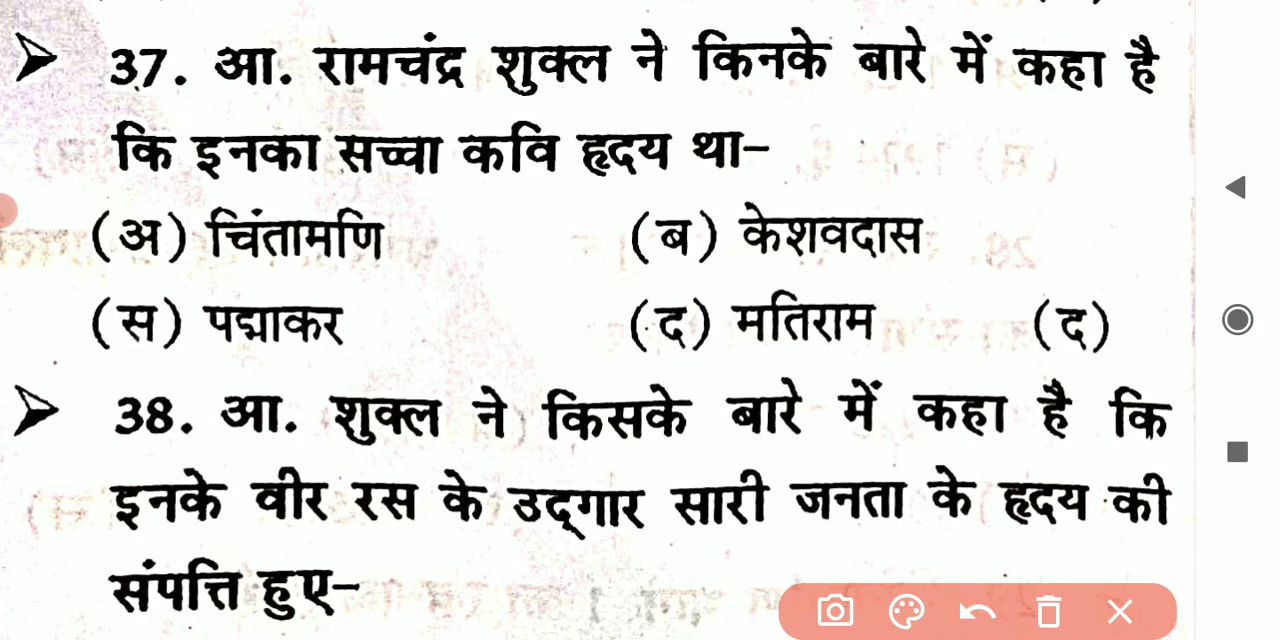 37. आ. रामचंद्र शुक्ल ने किनके बारे में कहा है
कि इनका सच्चा कवि हृदय था–
(अ) चिंतामणि (ब) केशवदास
(स) पद्माकर (द) मतिराम (द)
38. आ. शुक्ल ने किसके बारे में कहा है कि
इनके वीर रस के उद्‌गार सारी जनता के हृदय की
संपत्ति हुए–